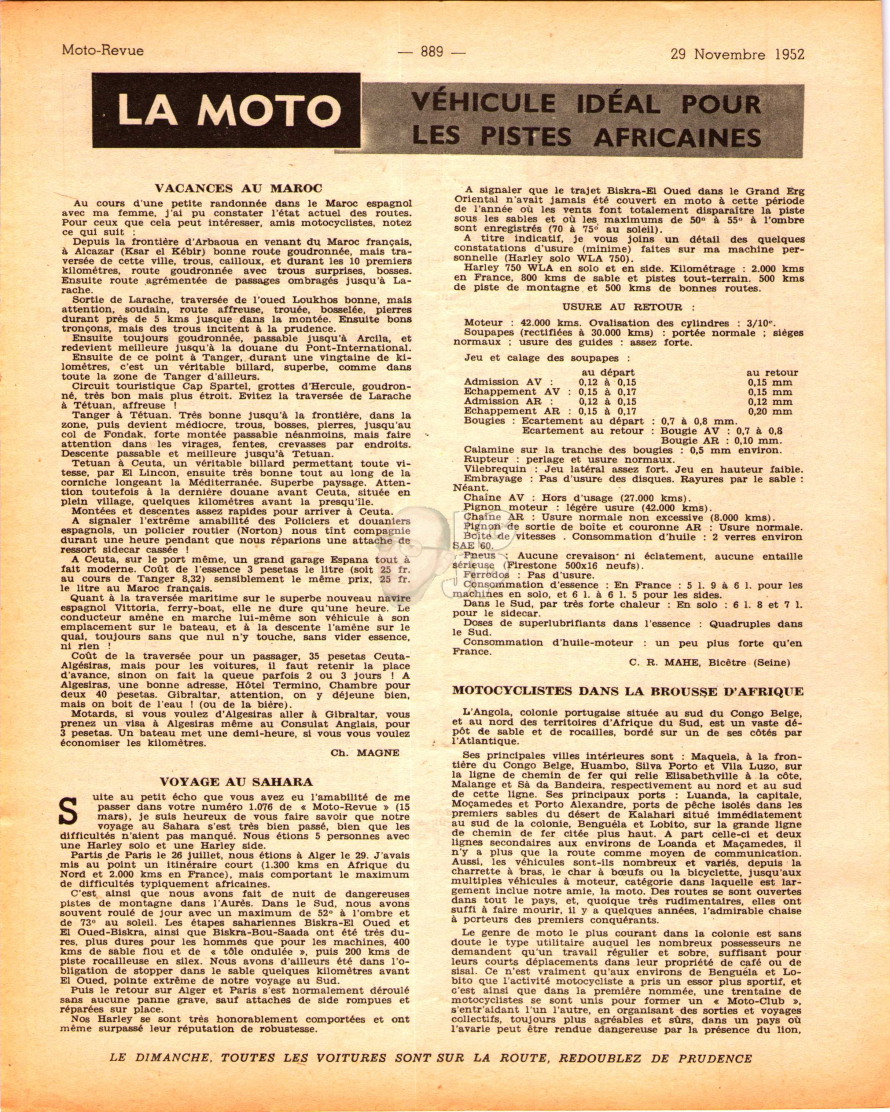 Moto-Revue
— 889 —
29 Novembre 1952
LA MOTO
VÉHICULE IDÉAL POUR
LES PISTES AFRICAINES
VACANCES AU MAROC
Au cours d'une petite randonnée dans le Maroc espagnol
avec ma femme, j'ai pu constater l'état actuel des routes.
Pour ceux que cela peut intéresser, amis motocyclistes, notez
ce qui suit :
Depuis la frontière d'Arbaoua en venant du Maroc français,
à Alcazar (Ksar el Kébir) bonne route goudronnée, mais tra-
versée de cette ville, trous, cailloux, et durant les 10 premiers
kilomètres, route goudronnée avec trous surprises, bosses.
Ensuite route agrémentée de passages ombragés jusqu'à La-
rache.
Sortie de Larache, traversée de l'oued Loukhos bonne, mais
attention, soudain, route affreuse, trouée, bosselée, pierres
durant prés de 5 kms jusque dans la montée. Ensuite bons
tronçons, mais des trous incitent à la prudence.
Ensuite toujours goudronnée, passable jusqu'à Arcila, et
redevient meilleure jusqu'à la douane du Pont-International.
Ensuite de ce point à Tanger, durant une vingtaine de ki-
lomètres, c'est un véritable billard, superbe, comme dans
toute la zone de Tanger d'ailleurs.
Circuit touristique Cap Spartel, grottes d'Hercule, goudron-
né, très bon mais plus étroit. Evitez la traversée de Larache
à Tétuan, affreuse !
Tanger à Tétuan. Très bonne jusqu'à la frontière, dans la
zone, puis devient médiocre, trous, bosses, pierres, jusqu'au
col de Fondak, forte montée passable néanmoins, mais faire
attention dans les virages, fentes, crevasses par endroits.
Descente passable et meilleure jusqu'à Tetuan.
Tetuan à Ceuta, un véritable billard permettant toute vi-
tesse, par El Lincon, ensuite très bonne tout au long de la
corniche longeant la Méditerranée. Superbe paysage. Atten-
tion toutefois à la dernière douane avant Ceuta, située en
plein village, quelques kilomètres avant la presqu'île.
Montées et descentes assez rapides pour arriver à Ceuta.
A signaler l'extrême amabilité des Policiers et douaniers
espagnols, un policier routier (Norton) nous tint compagnie
durant une heure pendant que nous réparions une attache de
ressort sidecar cassée !
A Ceuta, sur le port même, un grand garage Espana tout à
fait moderne. Coût de l'essence 3 pesetas le litre (soit 25 fr.
au cours de Tanger 8,32) sensiblement le même prix, 25 fr.
le litre au Maroc français.
Quant à la traversée maritime sur le superbe nouveau navire
espagnol Vittoria, ferry-boat, elle ne dure qu'une heure. Le
conducteur amène en marche lui-même son véhicule à son
emplacement sur le bateau, et à la descente l'amène sur le
quai, toujours sans que nul n'y touche, sans vider essence,
ni rien !
Coût de la traversée pour un passager, 35 pesetas Ceuta-
Algésiras, mais pour les voitures, il faut retenir la place
d'avance, sinon on fait la queue parfois 2 ou 3 jours ! A
Algesiras, une bonne adresse, Hôtel Termino, Chambre pour
deux 40 pesetas. Gibraltar, attention, on y déjeune bien,
mais on boit de l'eau ! (ou de la bière).
Motards, si vous voulez d'Algesiras aller à Gibraltar, vous
prenez un visa à Algesiras même au Consulat Anglais, pour
3 pesetas. Un bateau met une demi-heure, si vous vous voulez
économiser les kilomètres.
Ch. MAGNE
VOYAGE AU SAHARA
Suite au petit écho que vous avez eu l'amabilité de me
passer dans votre numéro 1.076 de « Moto-Revue » (15
mars), je suis heureux de vous faire savoir que notre
voyage au Sahara s'est très bien passé, bien que les
difficultés n'aient pas manqué. Nous étions 5 personnes avec
une Harley solo et une Harley side.
Partis de Paris le 26 juillet, nous étions à Alger le 29. J'avais
mis au point un itinéraire court (1.300 kms en Afrique du
Nord et 2.000 kms en France), mais comportant le maximum
de difficultés typiquement africaines.
C'est ainsi que nous avons fait de nuit de dangereuses
pistes de montagne dans l'Aurès. Dans le Sud, nous avons
souvent roulé de jour avec un maximum de 52° à l'ombre et
de 73° au soleil. Les étapes sahariennes Biskra-El Oued et
El Oued-Biskra, ainsi que Biskra-Bou-Saada ont été très du-
res, plus dures pour les hommes que pour les machines, 400
kms de sable flou et de « tôle ondulée », puis 200 kms de
piste rocailleuse en silex. Nous avons d'ailleurs été dans l'o-
bligation de stopper dans le sable quelques kilomètres avant
El Oued, pointe extrême de notre voyage au Sud.
Puis le retour sur Alger et Paris s'est normalement déroulé
sans aucune panne grave, sauf attaches de side rompues et
réparées sur place.
Nos Harley se sont très honorablement comportées et ont
même surpassé leur réputation de robustesse.
A signaler que le trajet Biskra-El Oued dans le Grand Erg
Oriental n'avait jamais été couvert en moto à cette période
de l'année où les vents font totalement disparaître la piste
sous les sables et où les maximums de 50° à 55° à l'ombre
sont enregistrés (70 à 75° au soleil).
A titre indicatif, je vous joins un détail des quelques
constatations d'usure (minime) faites sur ma machine per-
sonnelle (Harley solo WLA 750).
Harley 750 WLA en solo et en side. Kilométrage : 2.000 kms
en France, 800 kms de sable et pistes tout-terrain. 500 kms
de piste de montagne et 500 kms de bonnes routes.
USURE AU RETOUR :
Moteur : 42.000 kms. Ovalisation des cylindres : 3/10e.
Soupapes (rectifiées à 30.000 kms) : portée normale ; siéges
normaux ; usure des guides : assez forte.
Jeu et calage des soupapes :
au départ au retour
Admission AV : 0,12 à 0,15 0,15 mm
Echappement AV : 0,15 à 0,17 0,15 mm
Admission AR : 0,12 à 0,15 0,12 mm
Echappement AR : 0,15 à 0,17 0,20 mm
Bougies : Ecartement au départ : 0,7 à 0,8 mm.
Ecartement au retour : Bougie AV : 0,7 à 0,8
Bougie AR : 0,10 mm.
Calamine sur la tranche des bougies : 0,5 mm environ.
Rupteur : perlage et usure normaux.
Vilebrequin : Jeu latéral assez fort. Jeu en hauteur faible.
Embrayage : Pas d'usure des disques. Rayures par le sable :
Néant.
Chaîne AV : Hors d'usage (27.000 kms).
Pignon moteur : légère usure (42.000 kms).
Chaîne AR : Usure normale non excessive (8.000 kms).
Pignon de sortie de boîte et couronne AR : Usure normale.
Boîte de vitesses . Consommation d'huile : 2 verres environ
SAE 60.
Pneus : Aucune crevaison ni éclatement, aucune entaille
sérieuse (Firestone 500x16 neufs).
Ferrodos : Pas d'usure.
Consommation d'essence : En France : 5 l. 9 à 6 l. pour les
machines en solo, et 6 l. à 6 l. 5 pour les sides.
Dans le Sud, par très forte chaleur : En solo : 6 l. 8 et 7 l.
pour le sidecar.
Doses de superlubrifiants dans l'essence : Quadruples dans
le Sud.
Consommation d'huile-moteur : un peu plus forte qu'en
France.
C. R. MAHE, Bicêtre (Seine)
MOTOCYCLISTES DANS LA BROUSSE D'AFRIQUE
L'Angola, colonie portugaise située au sud du Congo Belge,
et au nord des territoires d'Afrique du Sud, est un vaste dé-
pôt de sable et de rocailles, bordé sur un de ses côtés par
l'Atlantique.
Ses principales villes intérieures sont : Maquela, à la fron-
tière du Congo Belge, Huambo, Silva Porto et Vila Luzo, sur
la ligne de chemin de fer qui relie Elisabethville à la côte,
Malange et Sà da Bandeira, respectivement au nord et au sud
de cette ligne. Ses principaux ports : Luanda, la capitale,
Moçamedes et Porto Alexandre, ports de pêche isolés dans les
premiers sables du désert de Kalahari situé immédiatement
au sud de la colonie, Benguéla et Lobito, sur la grande ligne
de chemin de fer citée plus haut. A part celle-ci et deux
lignes secondaires aux environs de Loanda et Maçamedes, il
n'y a plus que la route comme moyen de communication.
Aussi, les véhicules sont-ils nombreux et variés, depuis la
charrette à bras, le char à bœufs ou la bicyclette, jusqu'aux
multiples véhicules à moteur, catégorie dans laquelle est lar-
gement inclue notre amie, la moto. Des routes se sont ouvertes
dans tout le pays, et, quoique très rudimentaires, elles ont
suffi à faire mourir, il y a quelques années, l'admirable chaise
à porteurs des premiers conquérants.
Le genre de moto le plus courant dans la colonie est sans
doute le type utilitaire auquel les nombreux possesseurs ne
demandent qu'un travail régulier et sobre, suffisant pour
leurs courts déplacements dans leur propriété de café ou de
sisal. Ce n'est vraiment qu'aux environs de Benguéla et Lo-
bito que l'activité motocycliste a pris un essor plus sportif, et
c'est ainsi que dans la première nommée, une trentaine de
motocyclistes se sont unis pour former un « Moto-Club »,
s'entr'aidant l'un l'autre, en organisant des sorties et voyages
collectifs, toujours plus agréables et sûrs, dans un pays où
l'avarie peut être rendue dangereuse par la présence du lion,
LE DIMANCHE, TOUTES LES VOITURES SONT SUR LA ROUTE, REDOUBLEZ DE PRUDENCE